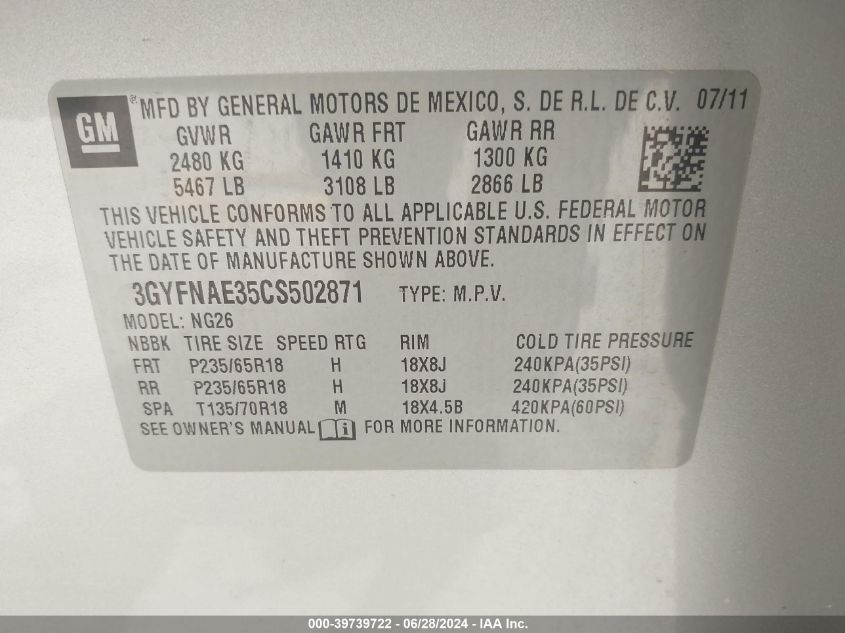 GM ® MFD BY GENERAL MOTORS DE MEXICO, S. DE R.L. DE C.V. 07/11
GVWR GAWR FRT GAWR RR
2480 KG 1410 KG 1300 KG
5467 LB 3108 LB 2866 LB
THIS VEHICLE CONFORMS TO ALL APPLICABLE U.S. FEDERAL MOTOR
VEHICLE SAFETY AND THEFT PREVENTION STANDARDS IN EFFECT ON
THE DATE OF MANUFACTURE SHOWN ABOVE.
3GYFNAE35CS502871 TYPE: M.P.V.
MODEL: NG26
NBBK TIRE SIZE SPEED RTG RIM COLD TIRE PRESSURE
FRT P235/65R18 H 18X8J 240KPA(35PSI)
RR P235/65R18 H 18X8J 240KPA(35PSI)
SPA T135/70R18 M 18X4.5B 420KPA(60PSI)
SEE OWNER'S MANUAL i FOR MORE INFORMATION.
000-39739722 - 06/28/2024 - IAA Inc.